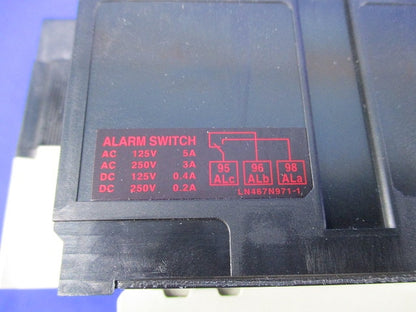 ALARM SWITCH
AC 125V 5A
AC 250V 3A
DC 125V 0.4A
DC 250V 0.2A
95 96 98
ALc ALb ALa
LN467N971-1